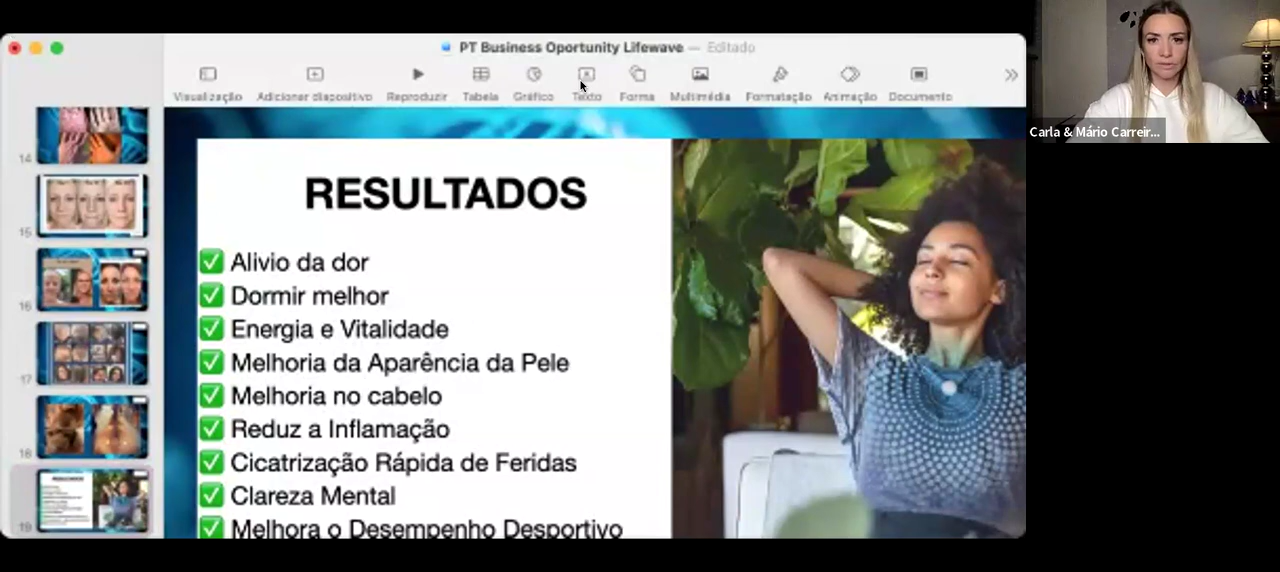 PT Business Oportunity Lifewave — Editado
Visualização Adicionar diapositivo Reproduzir Tabela Gráfico Texto Forma Multimédia Formatação Animação Documento
Carla & Mário Carreir...
14
15
16
17
18
19
RESULTADOS
RESULTADOS
✅ Alivio da dor
✅ Dormir melhor
✅ Energia e Vitalidade
✅ Melhoria da Aparência da Pele
✅ Melhoria no cabelo
✅ Reduz a Inflamação
✅ Cicatrização Rápida de Feridas
✅ Clareza Mental
✅ Melhora o Desempenho Desportivo